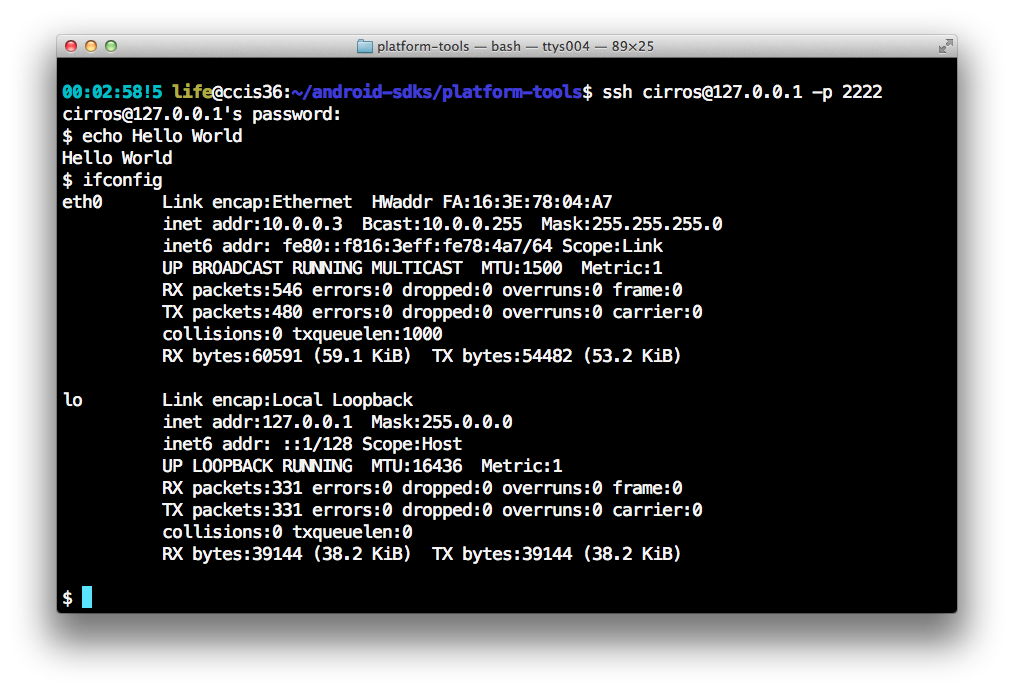 platform-tools — bash — ttys004 — 89×25
00:02:58!5 life@ccis36:~/android-sdks/platform-tools$ ssh cirros@127.0.0.1 -p 2222
cirros@127.0.0.1's password:
$ echo Hello World
Hello World
$ ifconfig
eth0      Link encap:Ethernet  HWaddr FA:16:3E:78:04:A7
          inet addr:10.0.0.3  Bcast:10.0.0.255  Mask:255.255.255.0
          inet6 addr: fe80::f816:3eff:fe78:4a7/64 Scope:Link
          UP BROADCAST RUNNING MULTICAST  MTU:1500  Metric:1
          RX packets:546 errors:0 dropped:0 overruns:0 frame:0
          TX packets:480 errors:0 dropped:0 overruns:0 carrier:0
          collisions:0 txqueuelen:1000
          RX bytes:60591 (59.1 KiB)  TX bytes:54482 (53.2 KiB)

lo        Link encap:Local Loopback
          inet addr:127.0.0.1  Mask:255.0.0.0
          inet6 addr: ::1/128 Scope:Host
          UP LOOPBACK RUNNING  MTU:16436  Metric:1
          RX packets:331 errors:0 dropped:0 overruns:0 frame:0
          TX packets:331 errors:0 dropped:0 overruns:0 carrier:0
          collisions:0 txqueuelen:0
          RX bytes:39144 (38.2 KiB)  TX bytes:39144 (38.2 KiB)

$